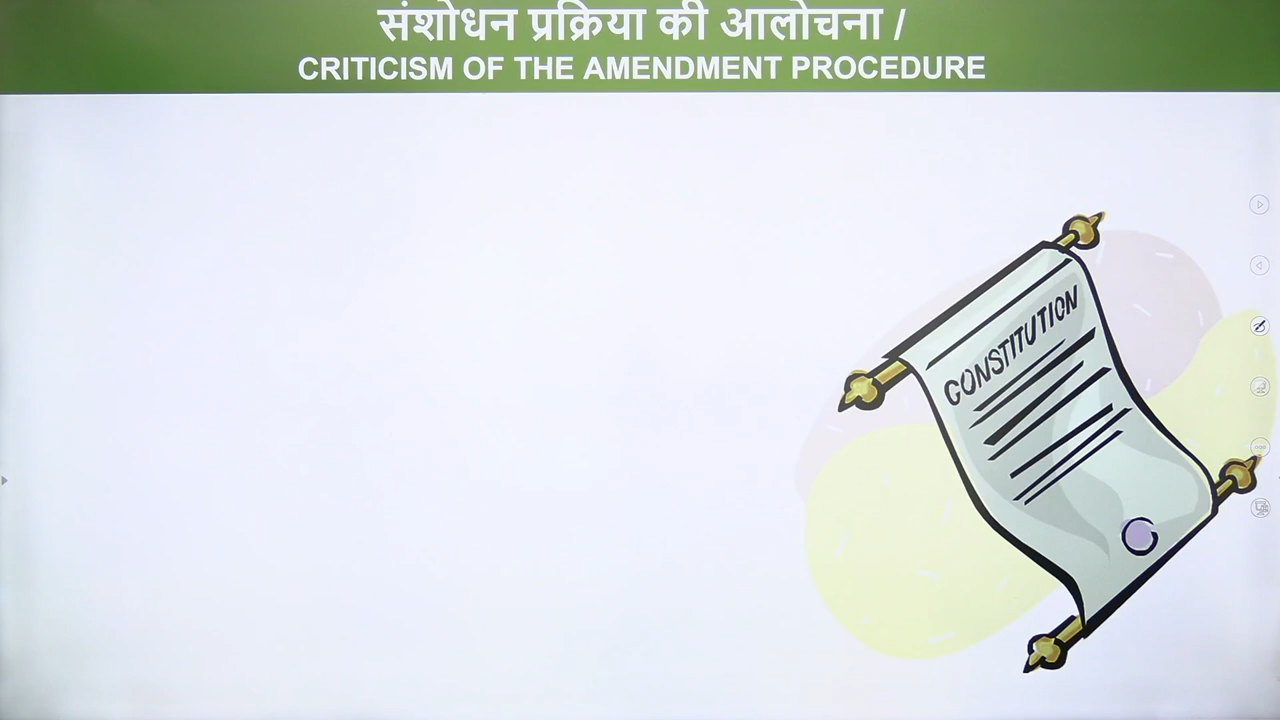 संशोधन प्रक्रिया की आलोचना /
CRITICISM OF THE AMENDMENT PROCEDURE
CONSTITUTION